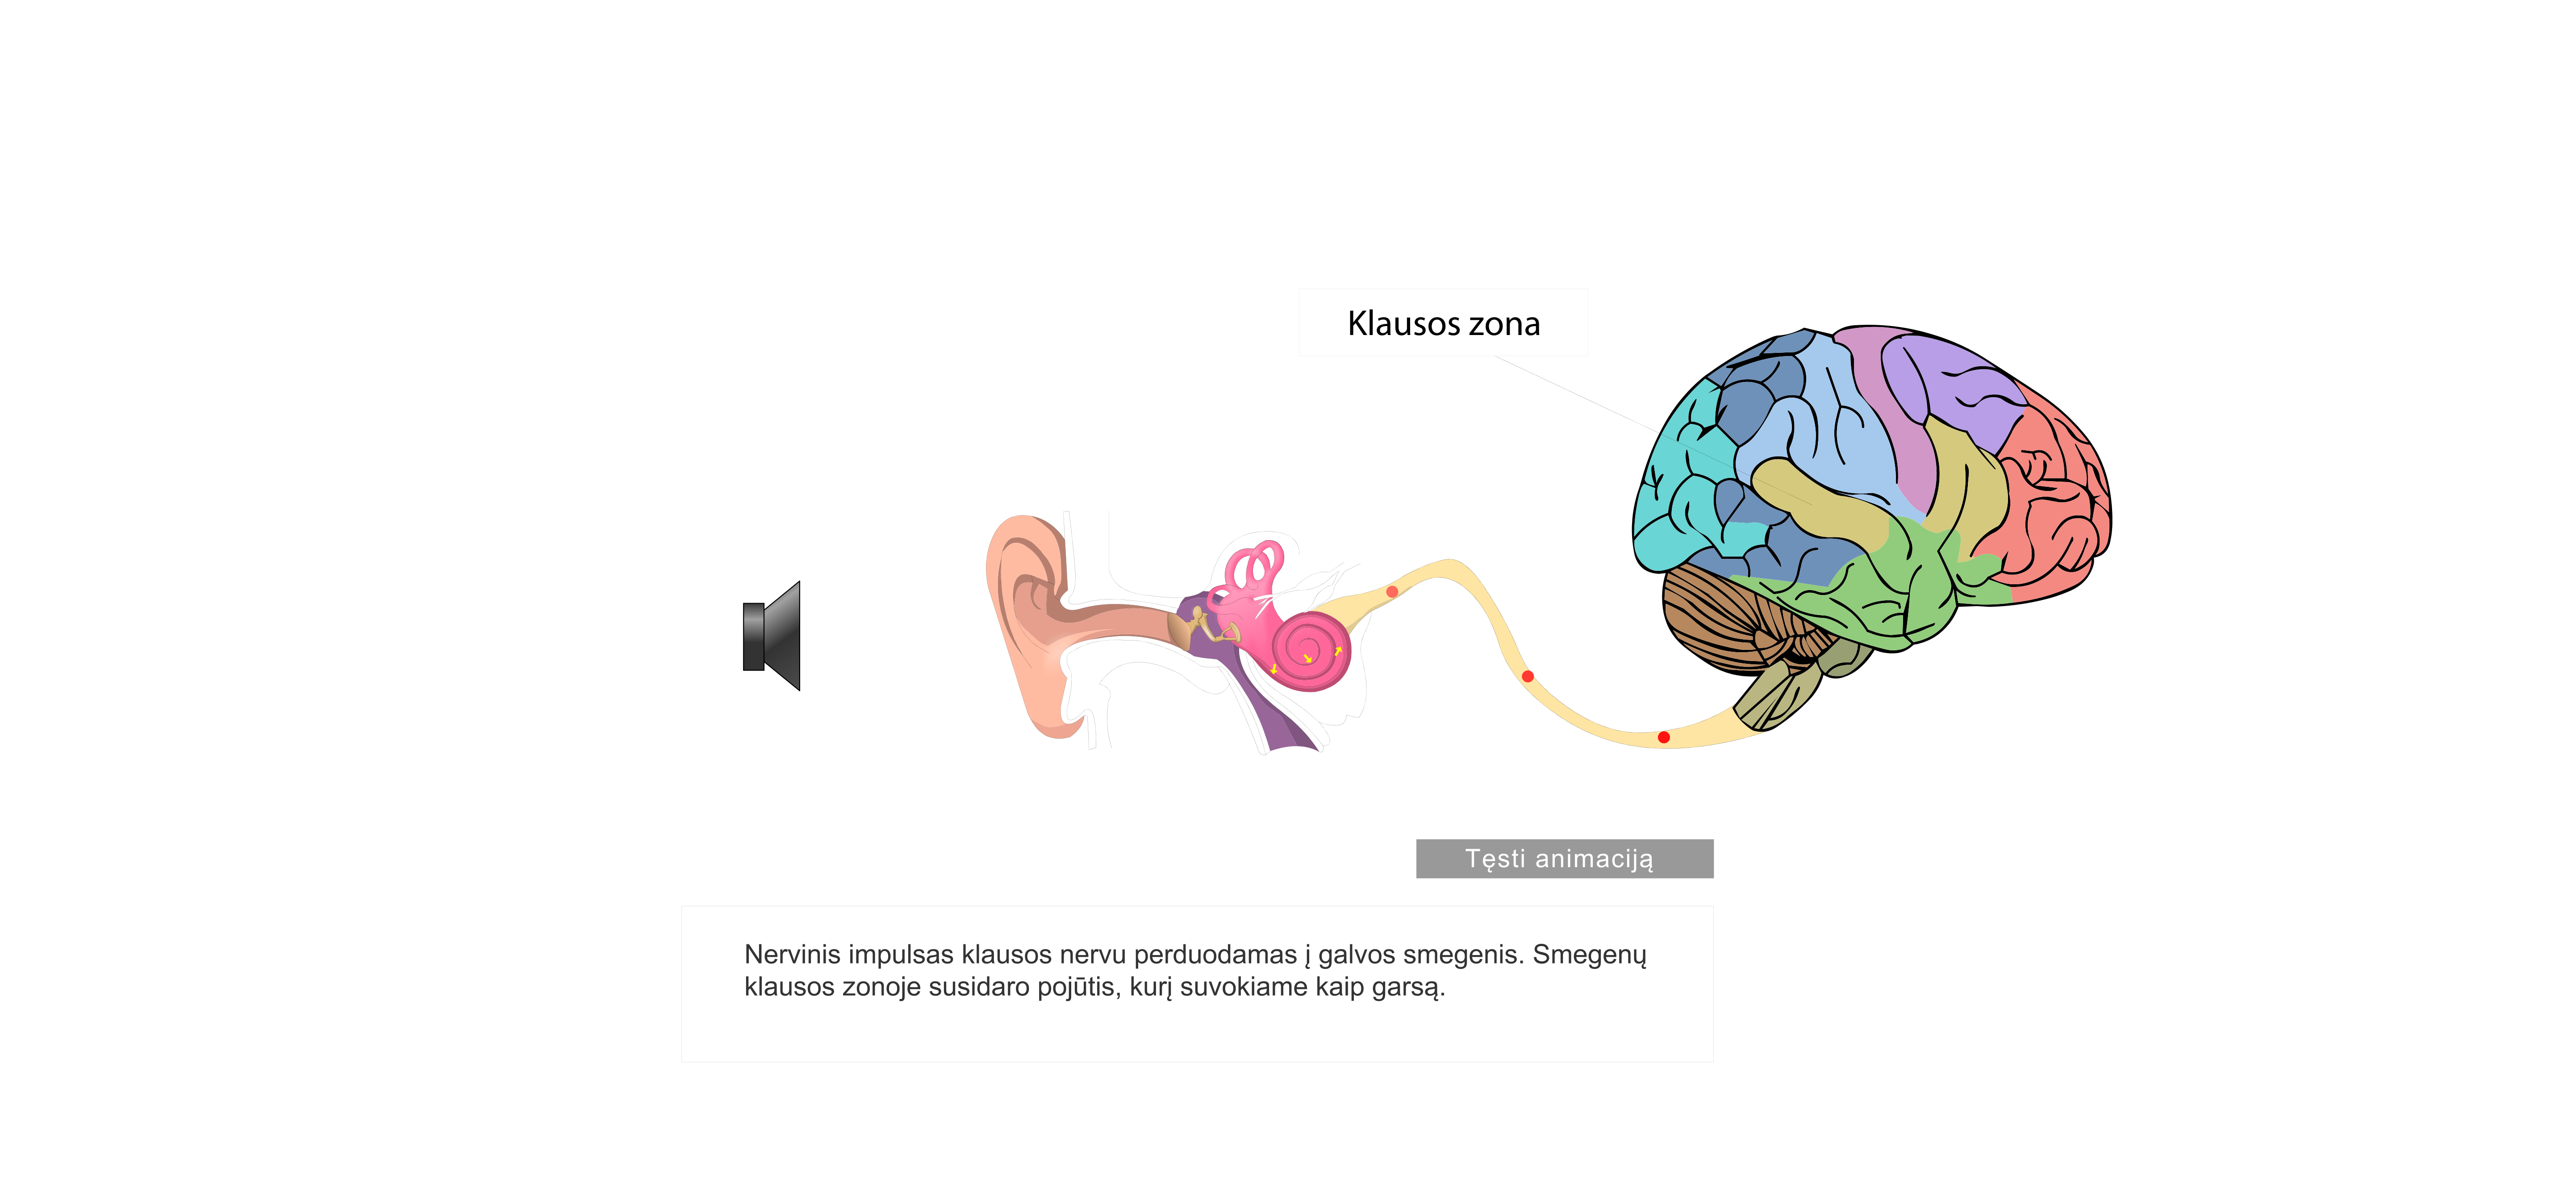 Klausos zona
Tęsti animaciją
Nervinis impulsas klausos nervu perduodamas į galvos smegenis. Smegenų
klausos zonoje susidaro pojūtis, kurį suvokiame kaip garsą.